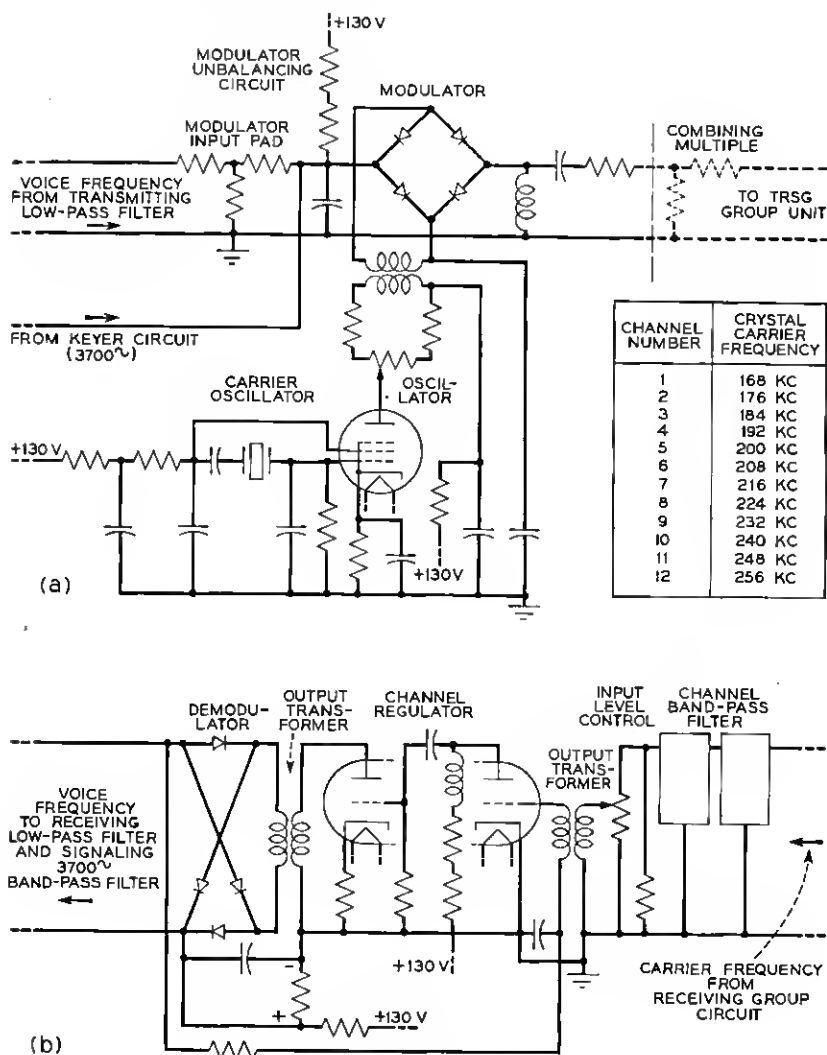 +130 V
MODULATOR
UNBALANCING
CIRCUIT
MODULATOR
MODULATOR
INPUT PAD
COMBINING
MULTIPLE
VOICE FREQUENCY
FROM TRANSMITTING
LOW-PASS FILTER
TO TRSG
GROUP UNIT
FROM KEYER CIRCUIT
(3700~)
CARRIER
OSCILLATOR
OSCIL-
LATOR
+130 V
+130 V
(a)
CHANNEL NUMBER
CRYSTAL CARRIER FREQUENCY
1 168 KC
2 176 KC
3 184 KC
4 192 KC
5 200 KC
6 208 KC
7 216 KC
8 224 KC
9 232 KC
10 240 KC
11 248 KC
12 256 KC
DEMODU-
LATOR
OUTPUT
TRANS-
FORMER
CHANNEL
REGULATOR
INPUT
LEVEL
CONTROL
CHANNEL
BAND-PASS
FILTER
OUTPUT
TRANS-
FORMER
VOICE
FREQUENCY
TO RECEIVING
LOW-PASS FILTER
AND SIGNALING
3700~
BAND-PASS FILTER
-
+
+130 V
+130 V
CARRIER FREQUENCY
FROM
RECEIVING GROUP
CIRCUIT
(b)